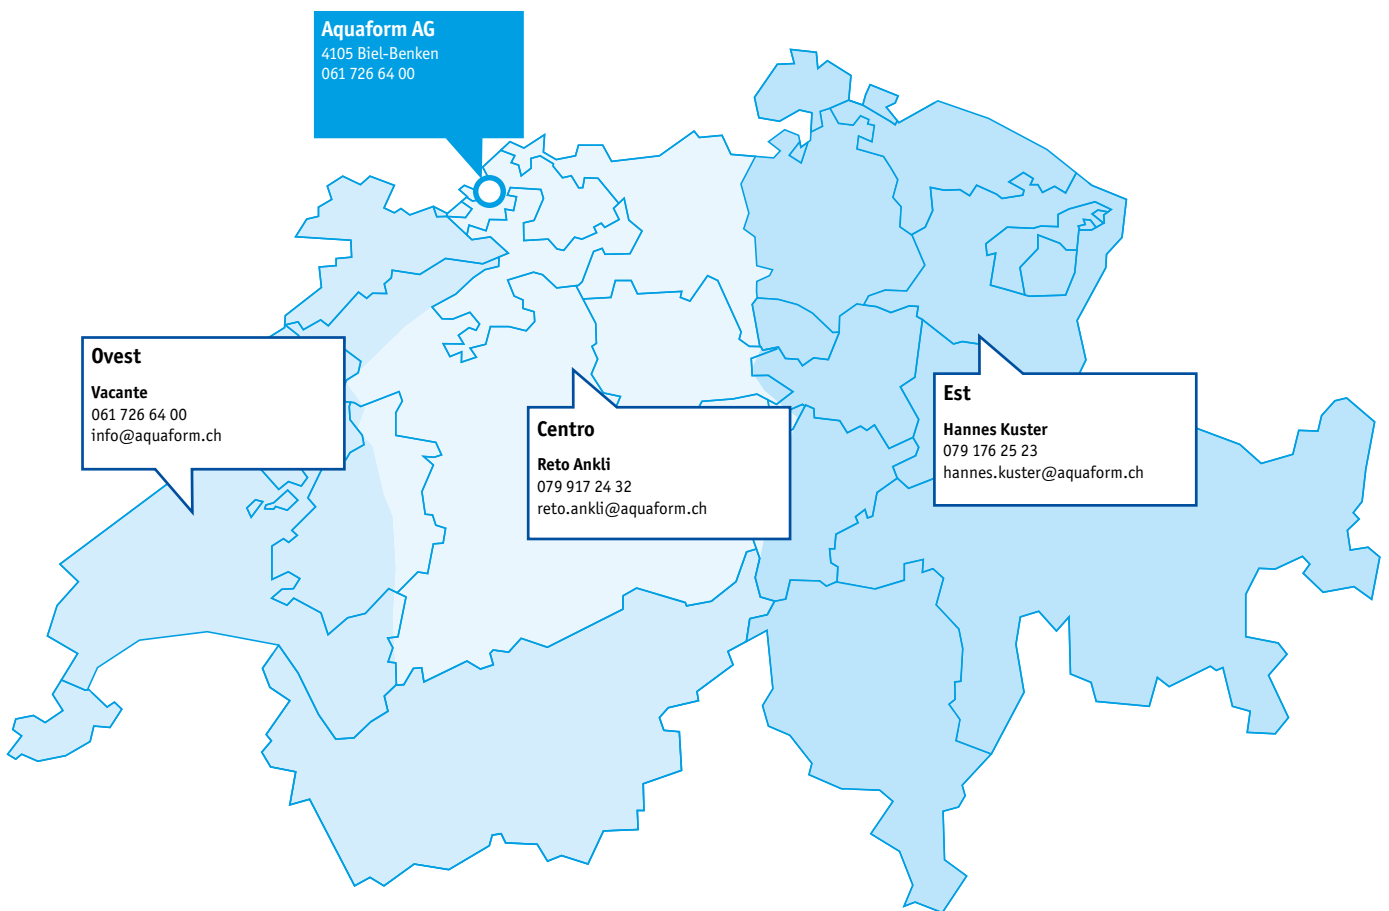 Aquaform AG
4105 Biel-Benken
061 726 64 00
Ovest
Vacante
061 726 64 00
info@aquaform.ch
Centro
Reto Ankli
079 917 24 32
reto.ankli@aquaform.ch
Est
Hannes Kuster
079 176 25 23
hannes.kuster@aquaform.ch